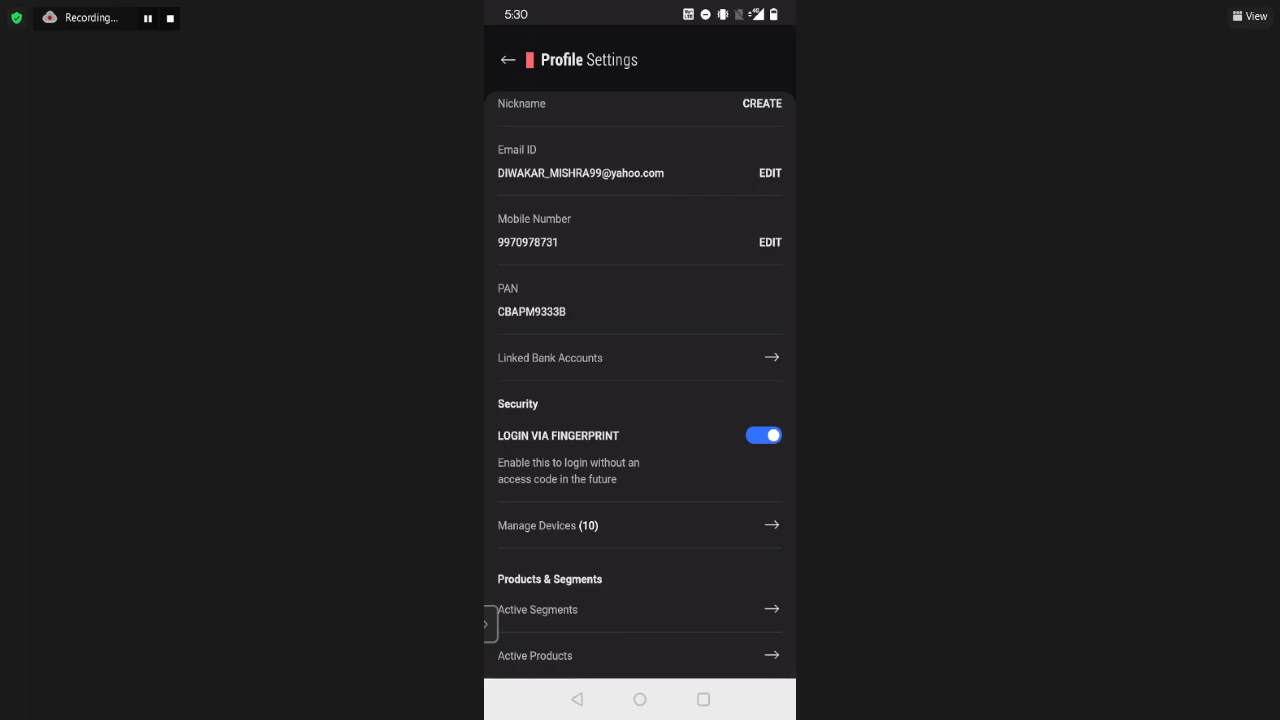 Recording...
View
5:30
Profile Settings
Nickname CREATE
Email ID
DIWAKAR_MISHRA99@yahoo.com EDIT
Mobile Number
9970978731 EDIT
PAN
CBAPM9333B
Linked Bank Accounts
Security
LOGIN VIA FINGERPRINT
Enable this to login without an
access code in the future
Manage Devices (10)
Products & Segments
Active Segments
Active Products